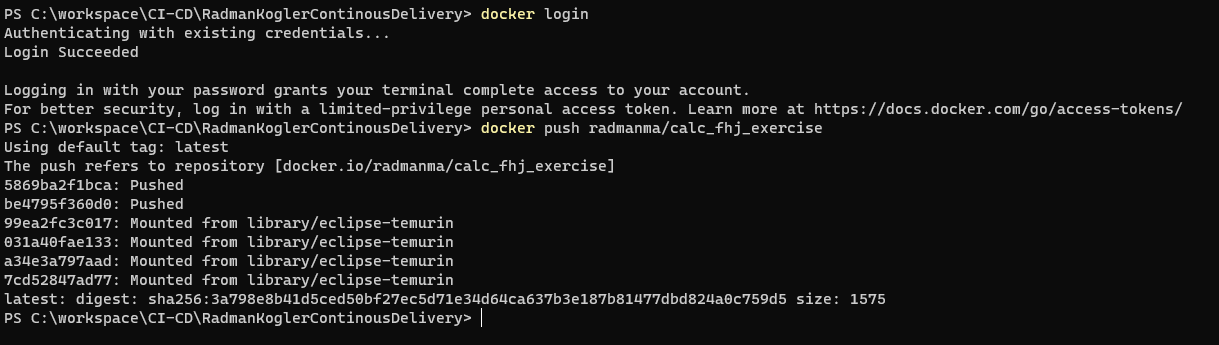 PS C:\workspace\CI-CD\RadmanKoglerContinousDelivery> docker login
Authenticating with existing credentials...
Login Succeeded

Logging in with your password grants your terminal complete access to your account.
For better security, log in with a limited-privilege personal access token. Learn more at https://docs.docker.com/go/access-tokens/
PS C:\workspace\CI-CD\RadmanKoglerContinousDelivery> docker push radmanma/calc_fhj_exercise
Using default tag: latest
The push refers to repository [docker.io/radmanma/calc_fhj_exercise]
5869ba2f1bca: Pushed
be4795f360d0: Pushed
99ea2fc3c017: Mounted from library/eclipse-temurin
031a40fae133: Mounted from library/eclipse-temurin
a34e3a797aad: Mounted from library/eclipse-temurin
7cd52847ad77: Mounted from library/eclipse-temurin
latest: digest: sha256:3a798e8b41d5ced50bf27ec5d71e34d64ca637b3e187b81477dbd824a0c759d5 size: 1575
PS C:\workspace\CI-CD\RadmanKoglerContinousDelivery>